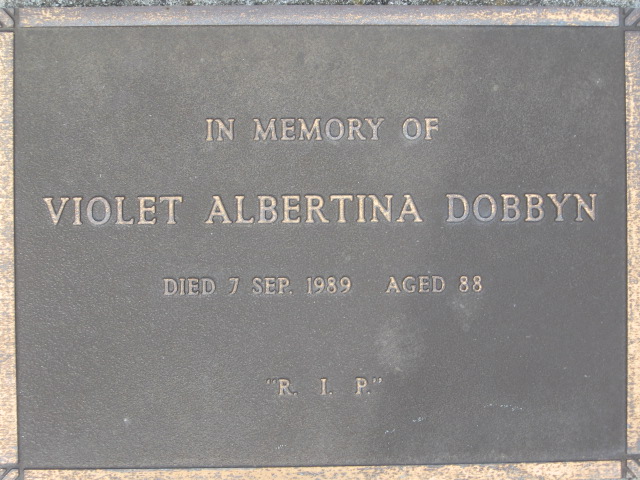 IN MEMORY OF
VIOLET ALBERTINA DOBBYN
DIED 7 SEP. 1989 AGED 88
"R. I. P."